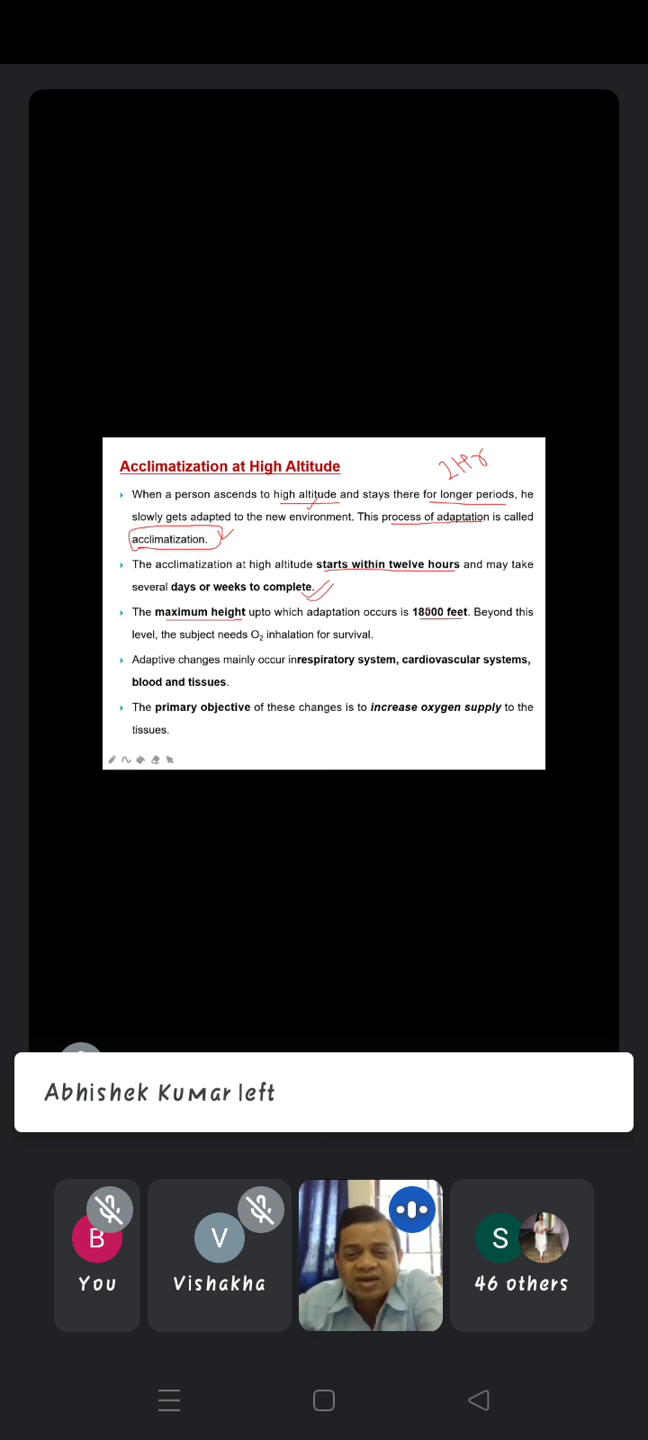 Acclimatization at High Altitude
2Hr
When a person ascends to high altitude and stays there for longer periods, he
slowly gets adapted to the new environment. This process of adaptation is called
acclimatization.
The acclimatization at high altitude starts within twelve hours and may take
several days or weeks to complete.
The maximum height upto which adaptation occurs is 18000 feet. Beyond this
level, the subject needs O2 inhalation for survival.
Adaptive changes mainly occur inrespiratory system, cardiovascular systems,
blood and tissues.
The primary objective of these changes is to increase oxygen supply to the
tissues.
Abhishek Kumar left
B
You
V
Vishakha
S
46 others